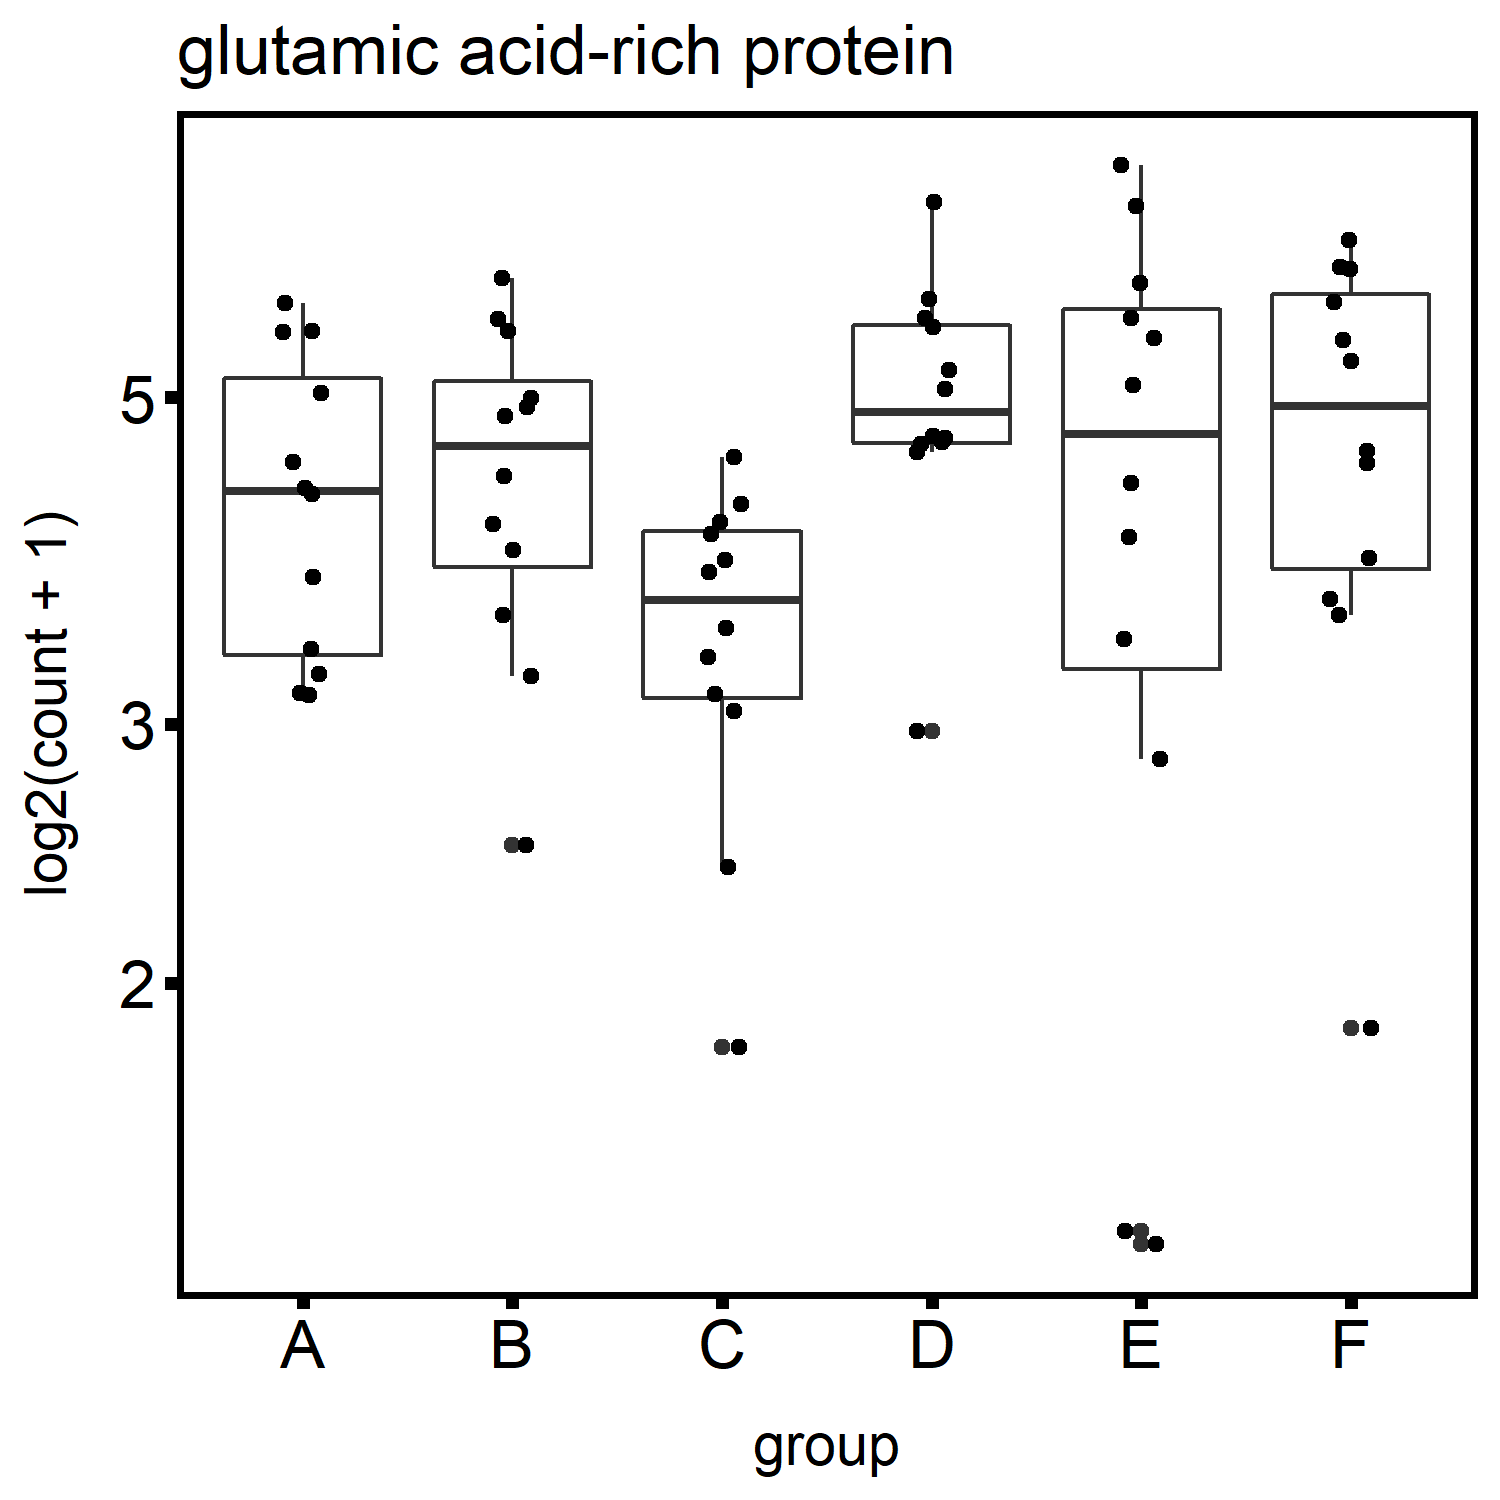 glutamic acid-rich protein
log2(count + 1)
5
3
2
A B C D E F
group